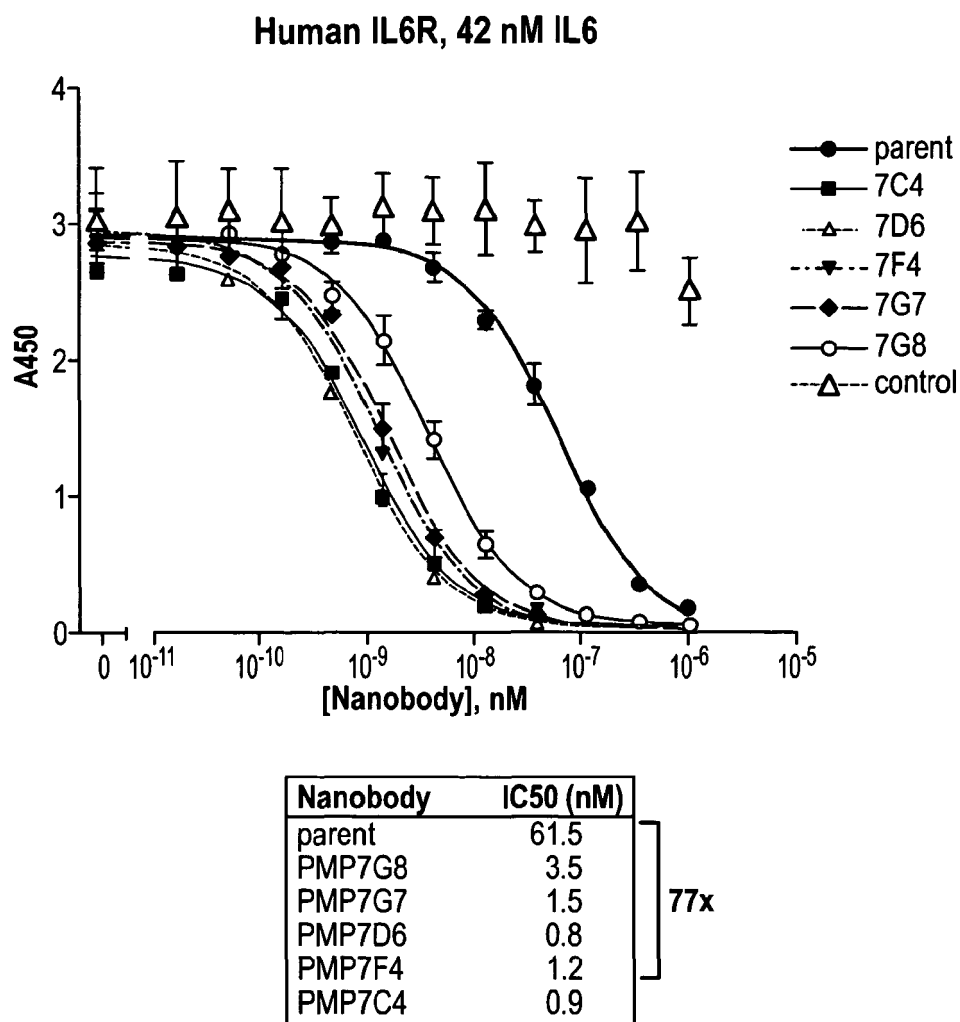 Human IL6R, 42 nM IL6
4
3
2
1
0
A450
0 10⁻¹¹ 10⁻¹⁰ 10⁻⁹ 10⁻⁸ 10⁻⁷ 10⁻⁶ 10⁻⁵
[Nanobody], nM
parent
7C4
7D6
7F4
7G7
7G8
control
Nanobody IC50 (nM)
parent 61.5
PMP7G8 3.5
PMP7G7 1.5
PMP7D6 0.8
PMP7F4 1.2
PMP7C4 0.9
77x